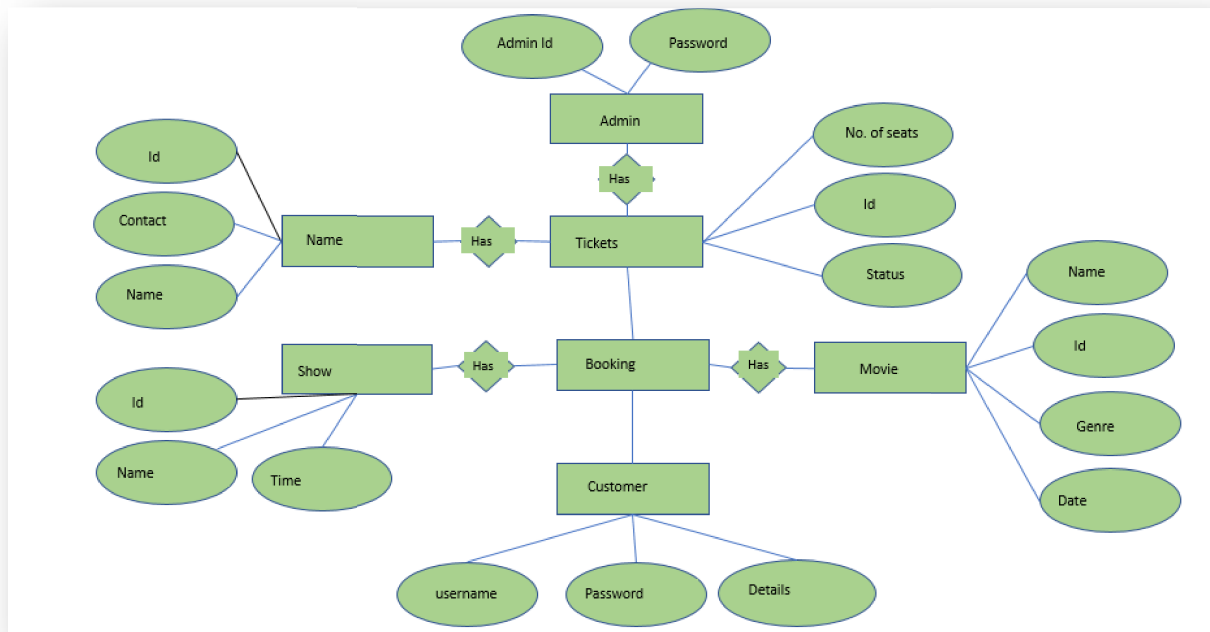 Admin Id
Password
Admin
No. of seats
Id
Has
Id
Contact
Name
Has
Tickets
Status
Name
Name
Id
Show
Has
Booking
Has
Movie
Id
Genre
Name
Time
Customer
Date
username
Password
Details